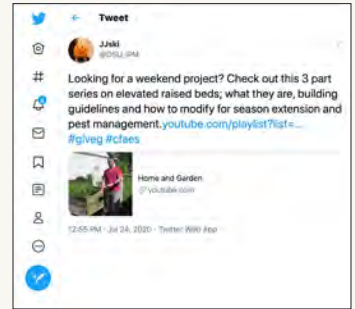 Tweet
JJski
@OSU_IPM
Looking for a weekend project? Check out this 3 part
series on elevated raised beds; what they are, building
guidelines and how to modify for season extension and
pest management.youtube.com/playlist?list=...
#giveg #cfaes
Home and Garden
youtube.com
12:55 PM · Jul 24, 2020 · Twitter Web App